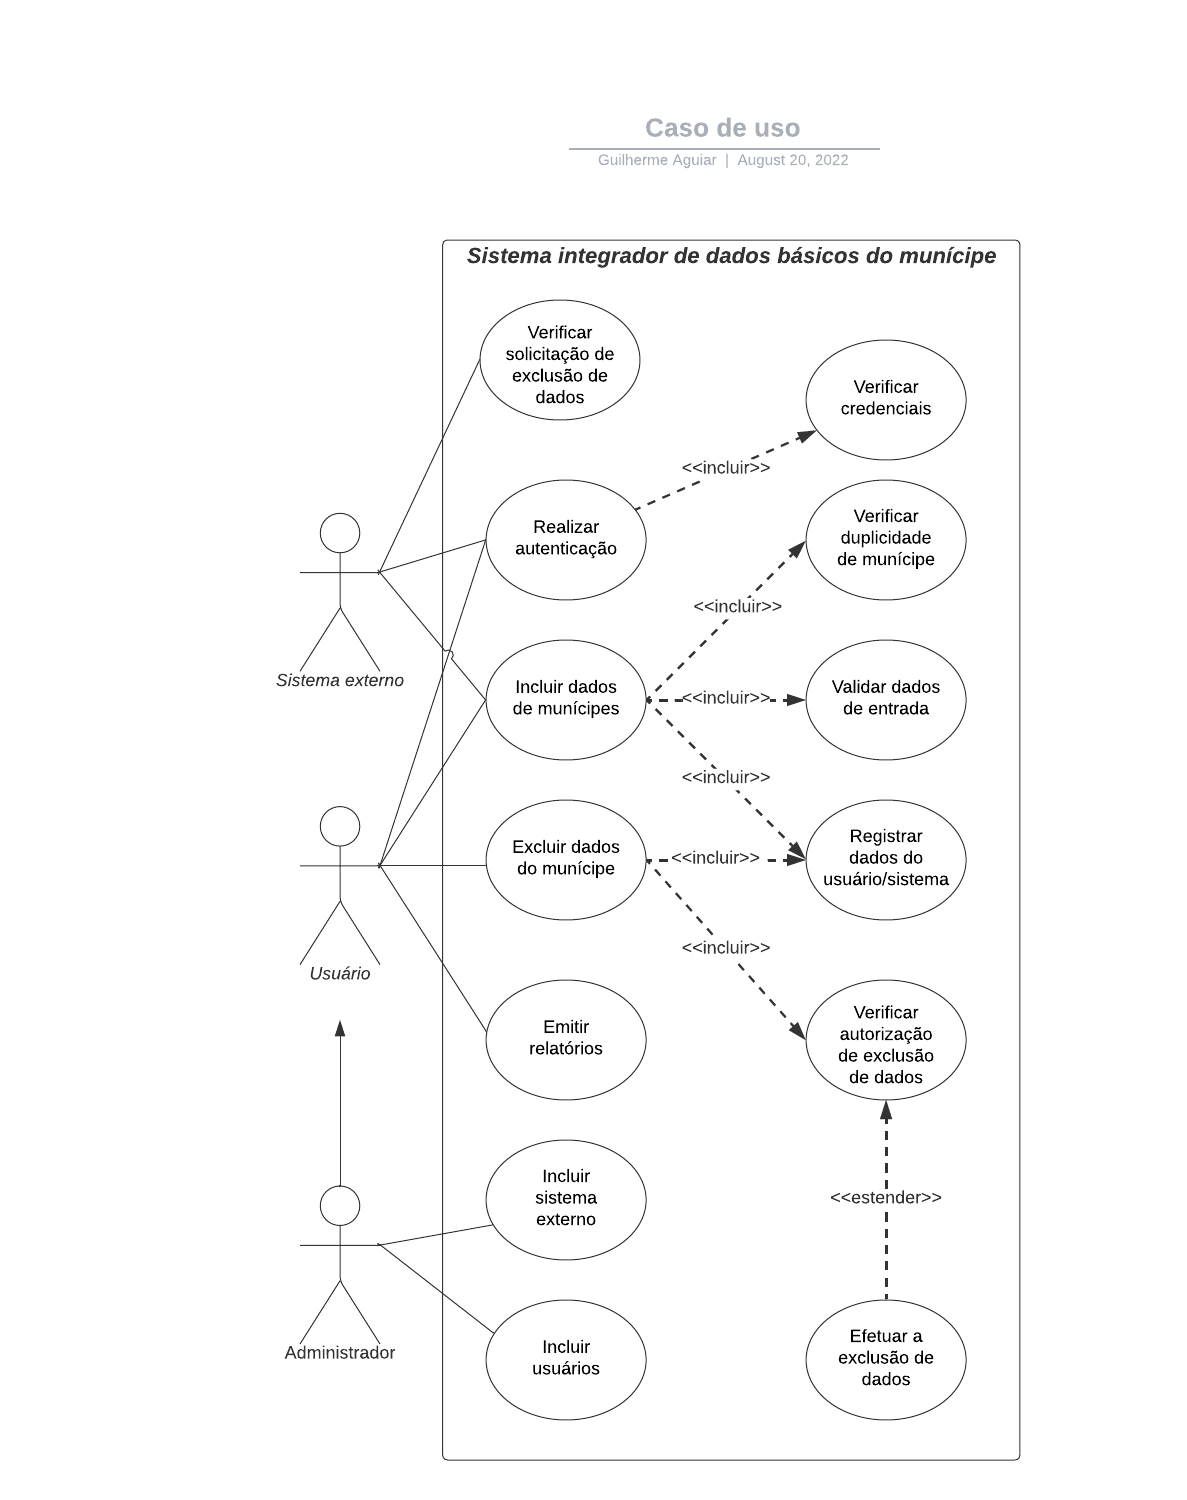 Caso de uso
Guilherme Aguiar | August 20, 2022
Sistema integrador de dados básicos do munícipe
Verificar
solicitação de
exclusão de
dados
Verificar
credenciais
<<incluir>>
Realizar
autenticação
Verificar
duplicidade
de munícipe
<<incluir>>
Sistema externo
Incluir dados
de munícipes
<<incluir>>
Validar dados
de entrada
<<incluir>>
Excluir dados
do munícipe
<<incluir>>
Registrar
dados do
usuário/sistema
Usuário
<<incluir>>
Emitir
relatórios
Verificar
autorização
de exclusão
de dados
Incluir
sistema
externo
<<estender>>
Administrador
Incluir
usuários
Efetuar a
exclusão de
dados